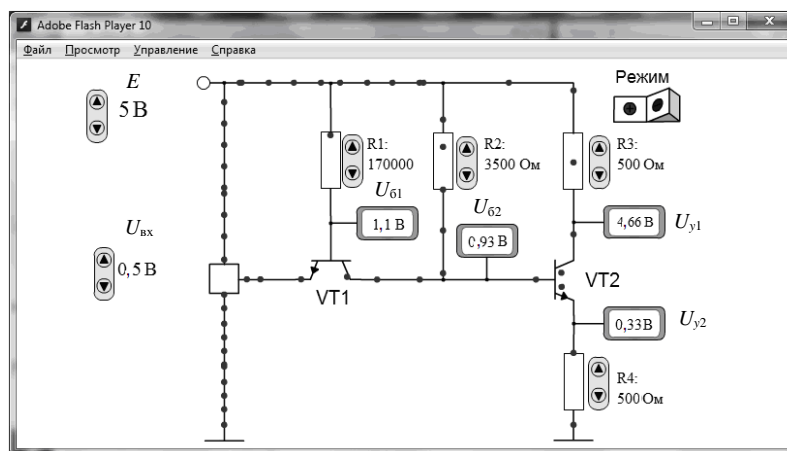 Adobe Flash Player 10
Файл Просмотр Управление Справка
E
5 В
Режим
R1:
170000
R2:
3500 Ом
R3:
500 Ом
Uб1
1,1 В
Uб2
0,93 В
4,66 В
Uу1
Uвх
0,5 В
VT1
VT2
0,33В
Uу2
R4:
500 Ом